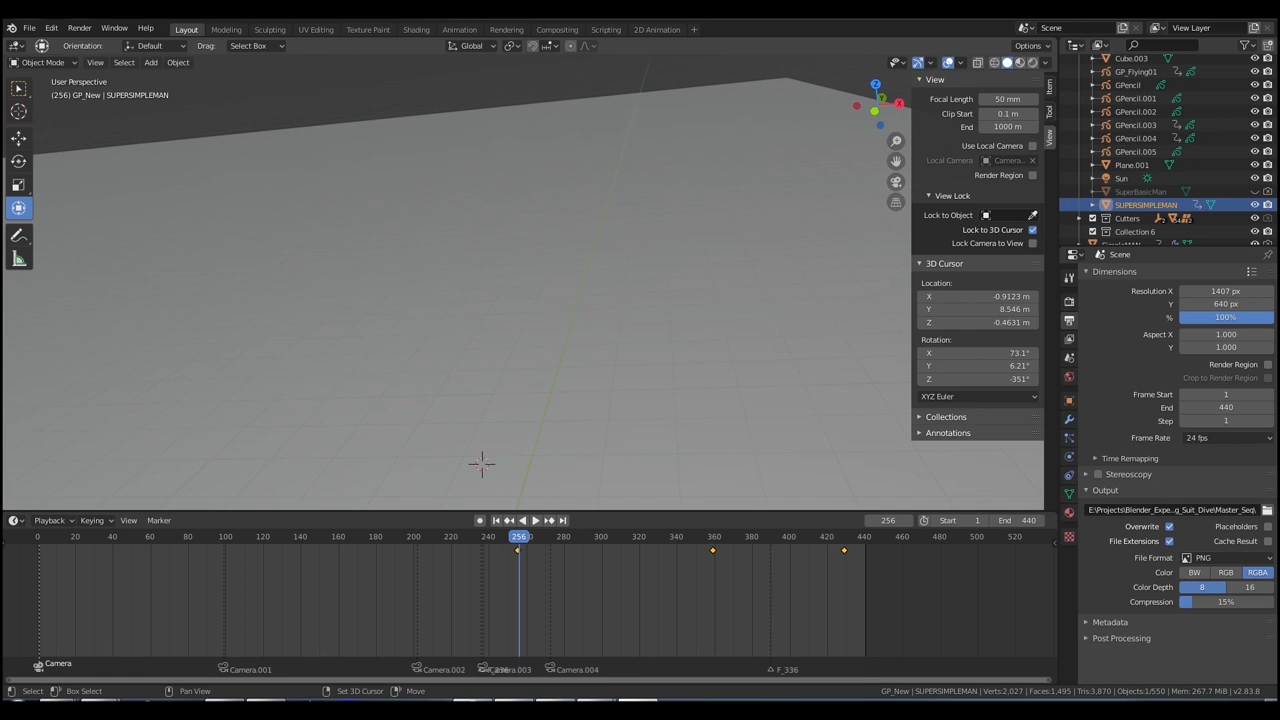 File Edit Render Window Help Layout Modeling Sculpting UV Editing Texture Paint Shading Animation Rendering Compositing Scripting 2D Animation + Scene View Layer
Orientation: Default Drag: Select Box Global Options
Object Mode View Select Add Object
User Perspective
(256) GP_New | SUPERSIMPLEMAN
Z
Y
X
View
Focal Length 50 mm
Clip Start 0.1 m
End 1000 m
Use Local Camera
Local Camera Camera...
Render Region
View Lock
Lock to Object
Lock to 3D Cursor
Lock Camera to View
3D Cursor
Location:
X -0.9123 m
Y 8.546 m
Z -0.4631 m
Rotation:
X 73.1°
Y 6.21°
Z -351°
XYZ Euler
Collections
Annotations
Item
Tool
View
Cube.003
GP_Flying01
GPencil
GPencil.001
GPencil.002
GPencil.003
GPencil.004
GPencil.005
Plane.001
Sun
SuperBasicMan
SUPERSIMPLEMAN
Cutters
Collection 6
Scene
Dimensions
Resolution X 1407 px
Y 640 px
% 100%
Aspect X 1.000
Y 1.000
Render Region
Crop to Render Region
Frame Start 1
End 440
Step 1
Frame Rate 24 fps
Time Remapping
Stereoscopy
Output
E:\Projects\Blender_Expe...g_Suit_Dive\Master_Seq\
Overwrite Placeholders
File Extensions Cache Result
File Format PNG
Color BW RGB RGBA
Color Depth 8 16
Compression 15%
Metadata
Post Processing
Playback Keying View Marker 256 Start 1 End 440
0 20 40 60 80 100 120 140 160 180 200 220 240 256 280 300 320 340 360 380 400 420 440 460 480 500 520
Camera Camera.001 Camera.002 Camera.004 F_336
Select Box Select Pan View Set 3D Cursor Move GP_New | SUPERSIMPLEMAN | Verts:2,027 | Faces:1,495 | Tris:3,870 | Objects:1/550 | Mem: 267.7 MiB | v2.83.8